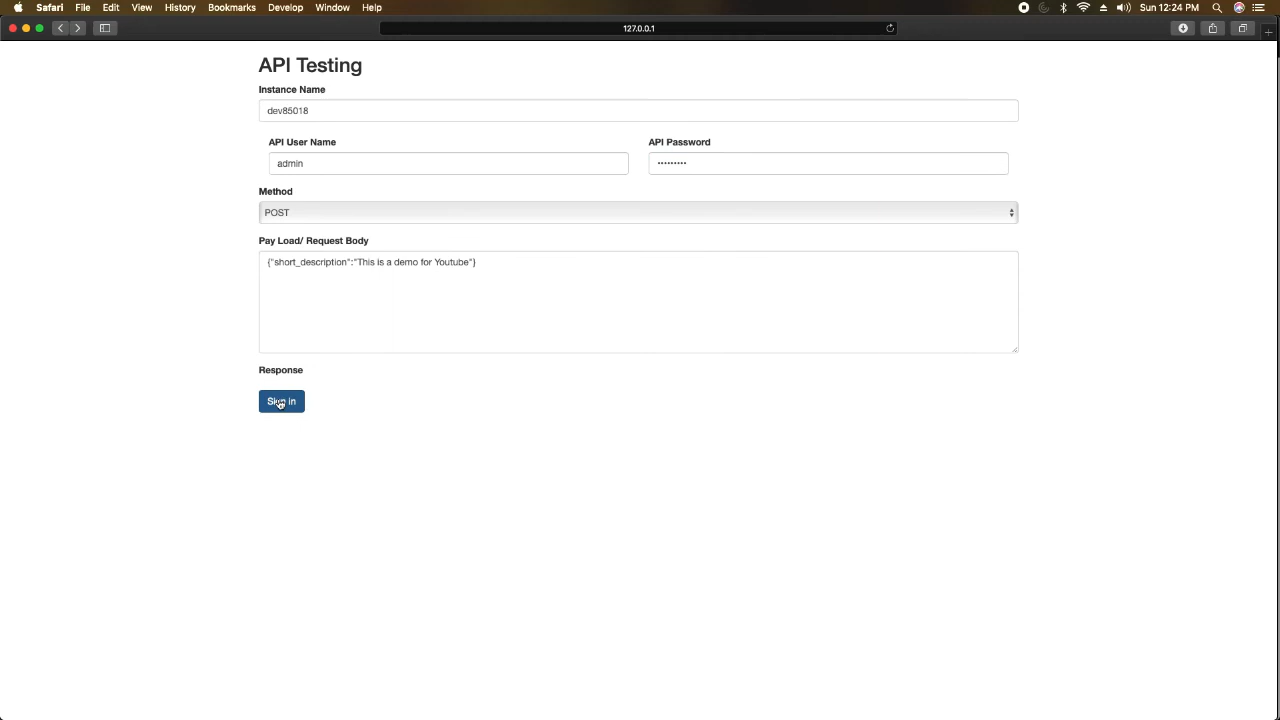 Safari File Edit View History Bookmarks Develop Window Help Sun 12:24 PM
127.0.0.1
API Testing
Instance Name
dev85018
API User Name API Password
admin •••••••••
Method
POST
Pay Load/ Request Body
{"short_description":"This is a demo for Youtube"}
Response
Sign in